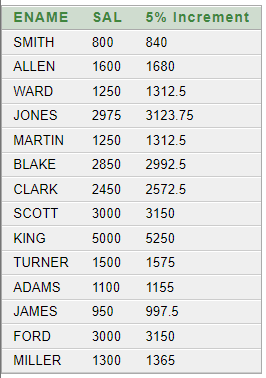 ENAME SAL 5% Increment
SMITH 800 840
ALLEN 1600 1680
WARD 1250 1312.5
JONES 2975 3123.75
MARTIN 1250 1312.5
BLAKE 2850 2992.5
CLARK 2450 2572.5
SCOTT 3000 3150
KING 5000 5250
TURNER 1500 1575
ADAMS 1100 1155
JAMES 950 997.5
FORD 3000 3150
MILLER 1300 1365